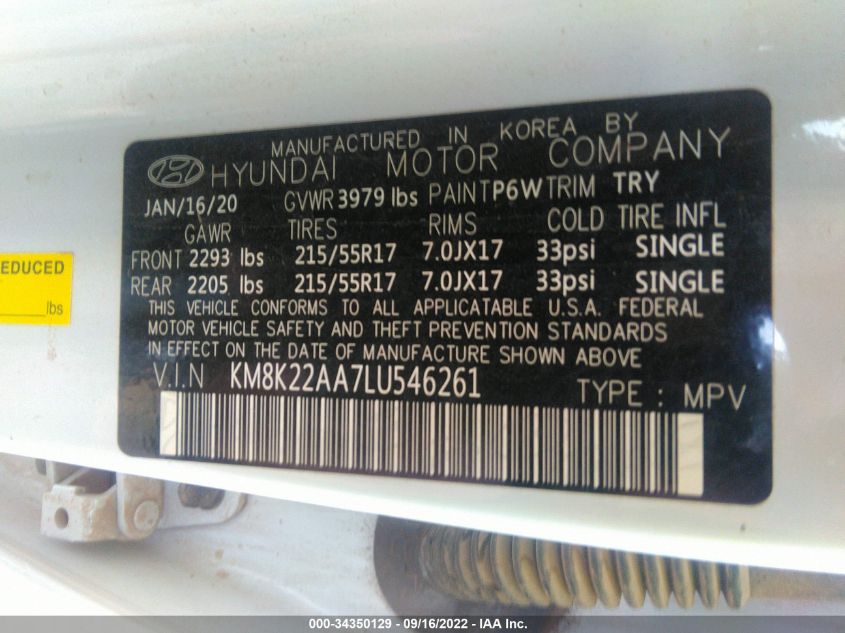 MANUFACTURED IN KOREA BY
HYUNDAI MOTOR COMPANY
JAN/16/20 GVWR 3979 lbs PAINT P6W TRIM TRY
GAWR TIRES RIMS COLD TIRE INFL
FRONT 2293 lbs 215/55R17 7.0JX17 33psi SINGLE
REAR 2205 lbs 215/55R17 7.0JX17 33psi SINGLE
THIS VEHICLE CONFORMS TO ALL APPLICATABLE U.S.A. FEDERAL
MOTOR VEHICLE SAFETY AND THEFT PREVENTION STANDARDS
IN EFFECT ON THE DATE OF MANUFACTURE SHOWN ABOVE
V.I.N KM8K22AA7LU546261 TYPE : MPV
EDUCED
lbs
000-34350129 - 09/16/2022 - IAA Inc.